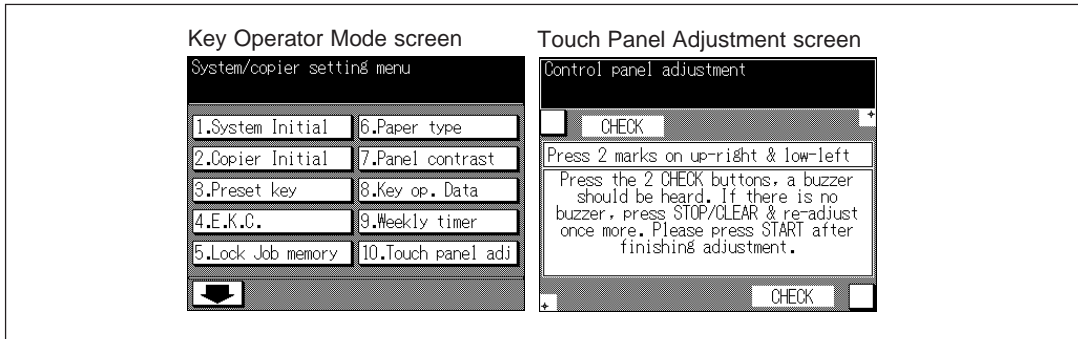 Key Operator Mode screen
System/copier setting menu
1.System Initial
6.Paper type
2.Copier Initial
7.Panel contrast
3.Preset key
8.Key op. Data
4.E.K.C.
9.Weekly timer
5.Lock Job memory
10.Touch panel adj
Touch Panel Adjustment screen
Control panel adjustment
CHECK
Press 2 marks on up-right & low-left
Press the 2 CHECK buttons, a buzzer
should be heard. If there is no
buzzer, press STOP/CLEAR & re-adjust
once more. Please press START after
finishing adjustment.
CHECK